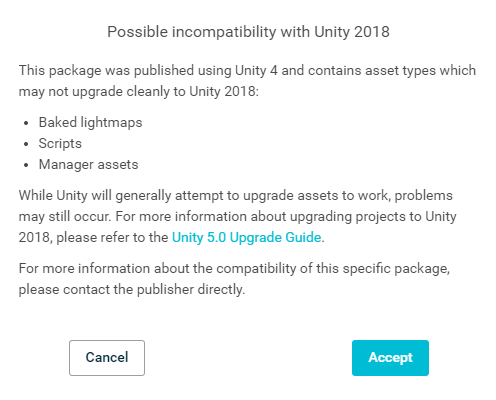 Possible incompatibility with Unity 2018
This package was published using Unity 4 and contains asset types which
may not upgrade cleanly to Unity 2018:
• Baked lightmaps
• Scripts
• Manager assets
While Unity will generally attempt to upgrade assets to work, problems
may still occur. For more information about upgrading projects to Unity
2018, please refer to the Unity 5.0 Upgrade Guide.
For more information about the compatibility of this specific package,
please contact the publisher directly.
Cancel
Accept